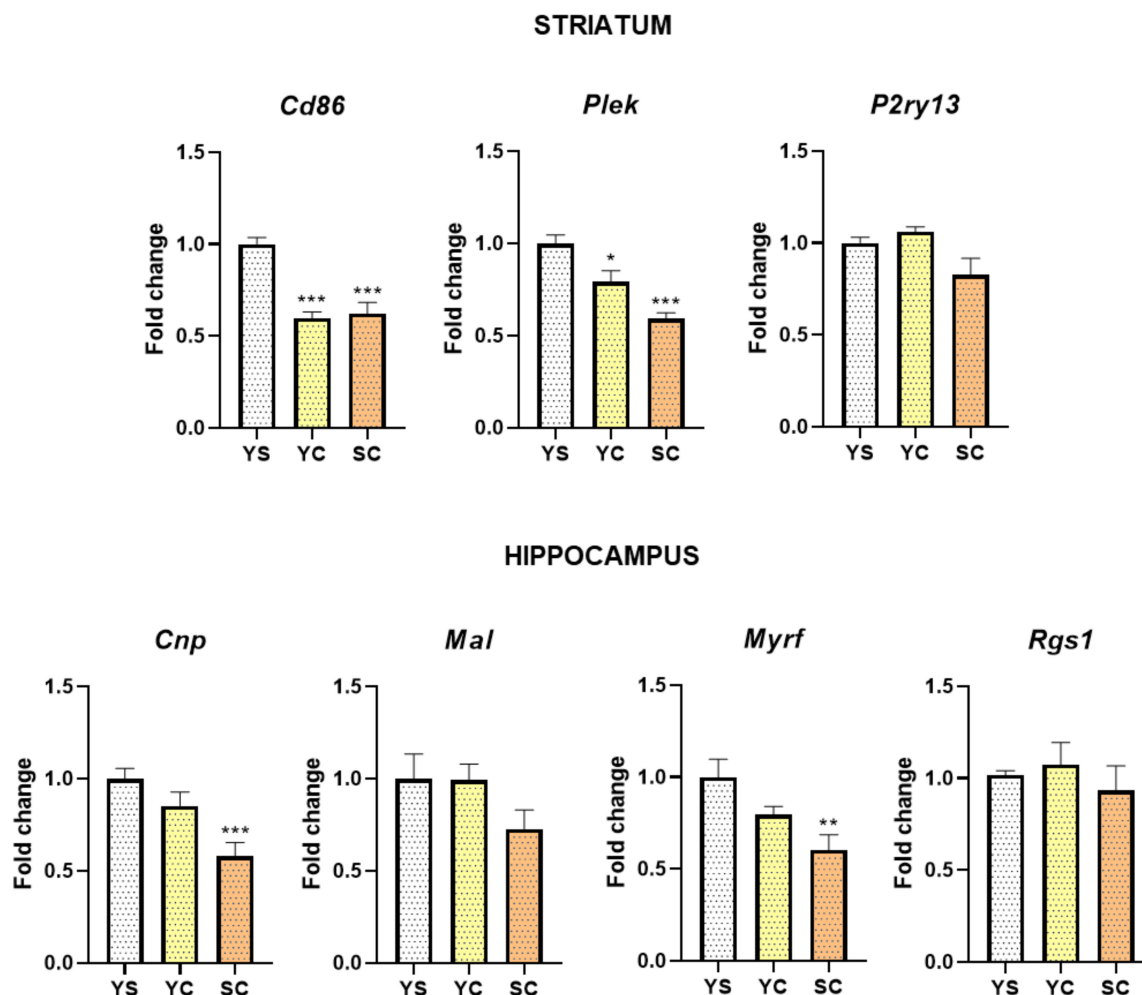 STRIATUM
Cd86
Plek
P2ry13
Fold change
1.5
1.0
0.5
0.0
***
***
YS
YC
SC
Fold change
1.5
1.0
0.5
0.0
*
***
YS
YC
SC
Fold change
1.5
1.0
0.5
0.0
YS
YC
SC
HIPPOCAMPUS
Cnp
Mal
Myrf
Rgs1
Fold change
1.5
1.0
0.5
0.0
***
YS
YC
SC
Fold change
1.5
1.0
0.5
0.0
YS
YC
SC
Fold change
1.5
1.0
0.5
0.0
**
YS
YC
SC
Fold change
1.5
1.0
0.5
0.0
YS
YC
SC